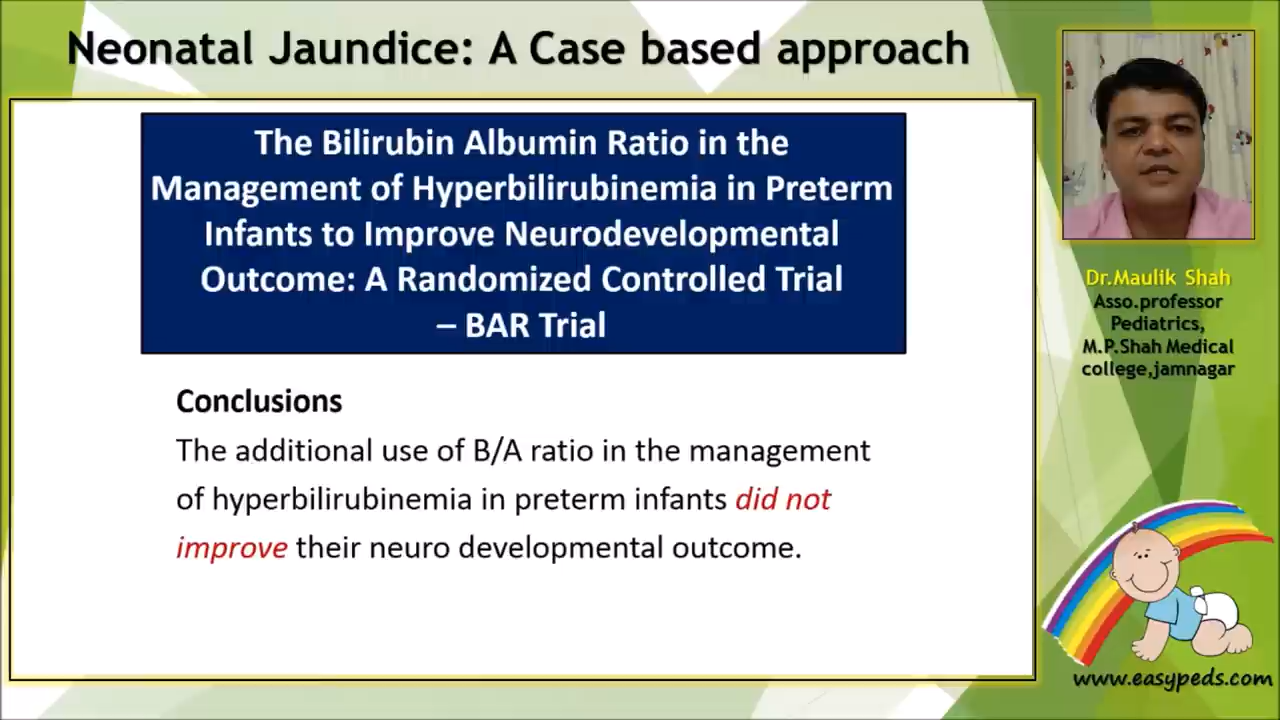 Neonatal Jaundice: A Case based approach
The Bilirubin Albumin Ratio in the
Management of Hyperbilirubinemia in Preterm
Infants to Improve Neurodevelopmental
Outcome: A Randomized Controlled Trial
– BAR Trial
Conclusions
The additional use of B/A ratio in the management
of hyperbilirubinemia in preterm infants did not
improve their neuro developmental outcome.
Dr.Maulik Shah
Asso.professor
Pediatrics,
M.P.Shah Medical
college,jamnagar
www.easypeds.com